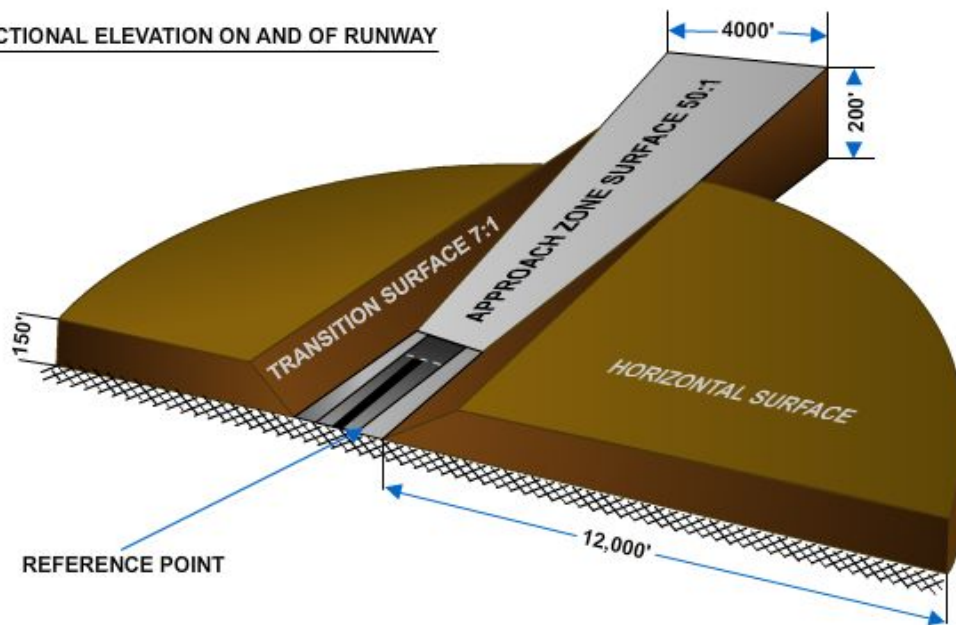 CTIONAL ELEVATION ON AND OF RUNWAY
4000'
200'
APPROACH ZONE SURFACE 50:1
TRANSITION SURFACE 7:1
150'
HORIZONTAL SURFACE
12,000'
REFERENCE POINT